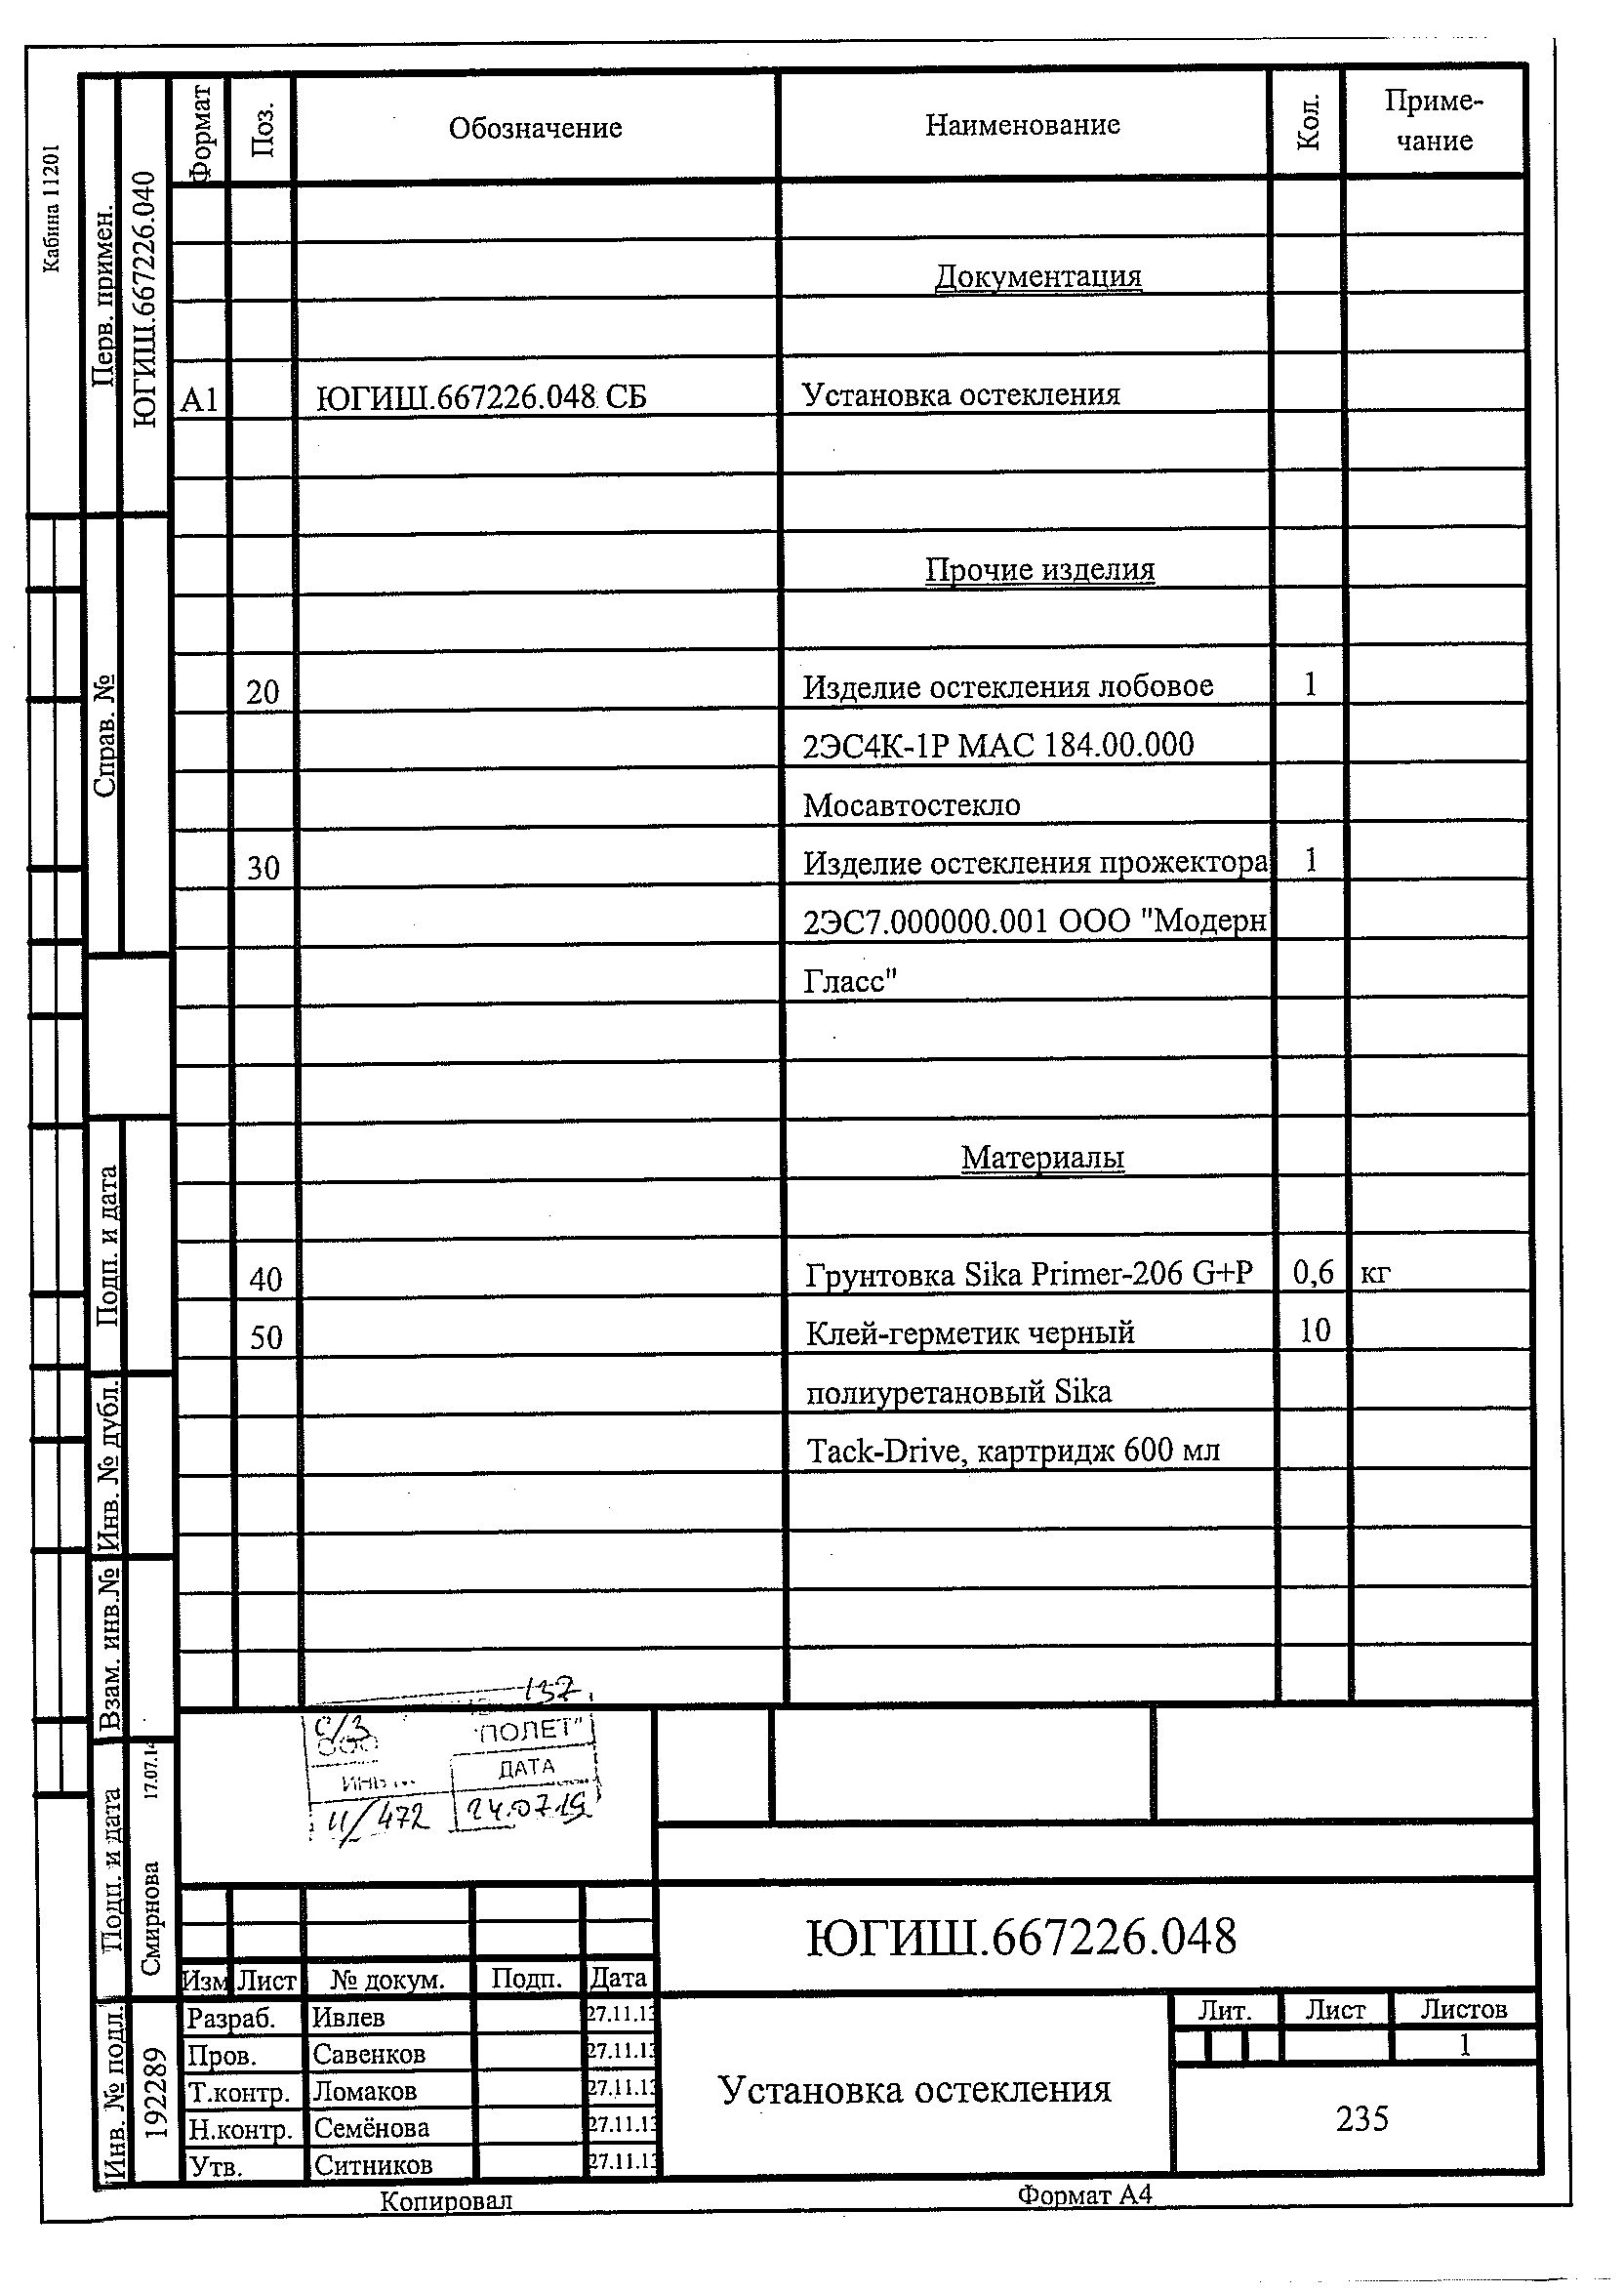 Кабина 11201
Перв. примен.
ЮГИШ.667226.040
Справ. №
Подп. и дата
Инв. № дубл.
Взам. инв.№
Подп. и дата
Смирнова 17.07.14
Инв. № подл.
192289
Формат Поз. Обозначение Наименование Кол. Приме-
чание
Документация
А1 ЮГИШ.667226.048 СБ Установка остекления
Прочие изделия
20 Изделие остекления лобовое 1
2ЭС4К-1Р МАС 184.00.000
Мосавтостекло
30 Изделие остекления прожектора 1
2ЭС7.000000.001 ООО "Модерн
Гласс"
Материалы
40 Грунтовка Sika Primer-206 G+P 0,6 кг
50 Клей-герметик черный 10
полиуретановый Sika
Tack-Drive, картридж 600 мл
137
с/з
ООО "ПОЛЕТ"
ДАТА
11/472 24.07.19
ЮГИШ.667226.048
Изм Лист № докум. Подп. Дата
Разраб. Ивлев 27.11.13
Пров. Савенков 27.11.13
Т.контр. Ломаков 27.11.13
Н.контр. Семёнова 27.11.13
Утв. Ситников 27.11.13
Установка остекления
Лит. Лист Листов
1
235
Копировал Формат А4